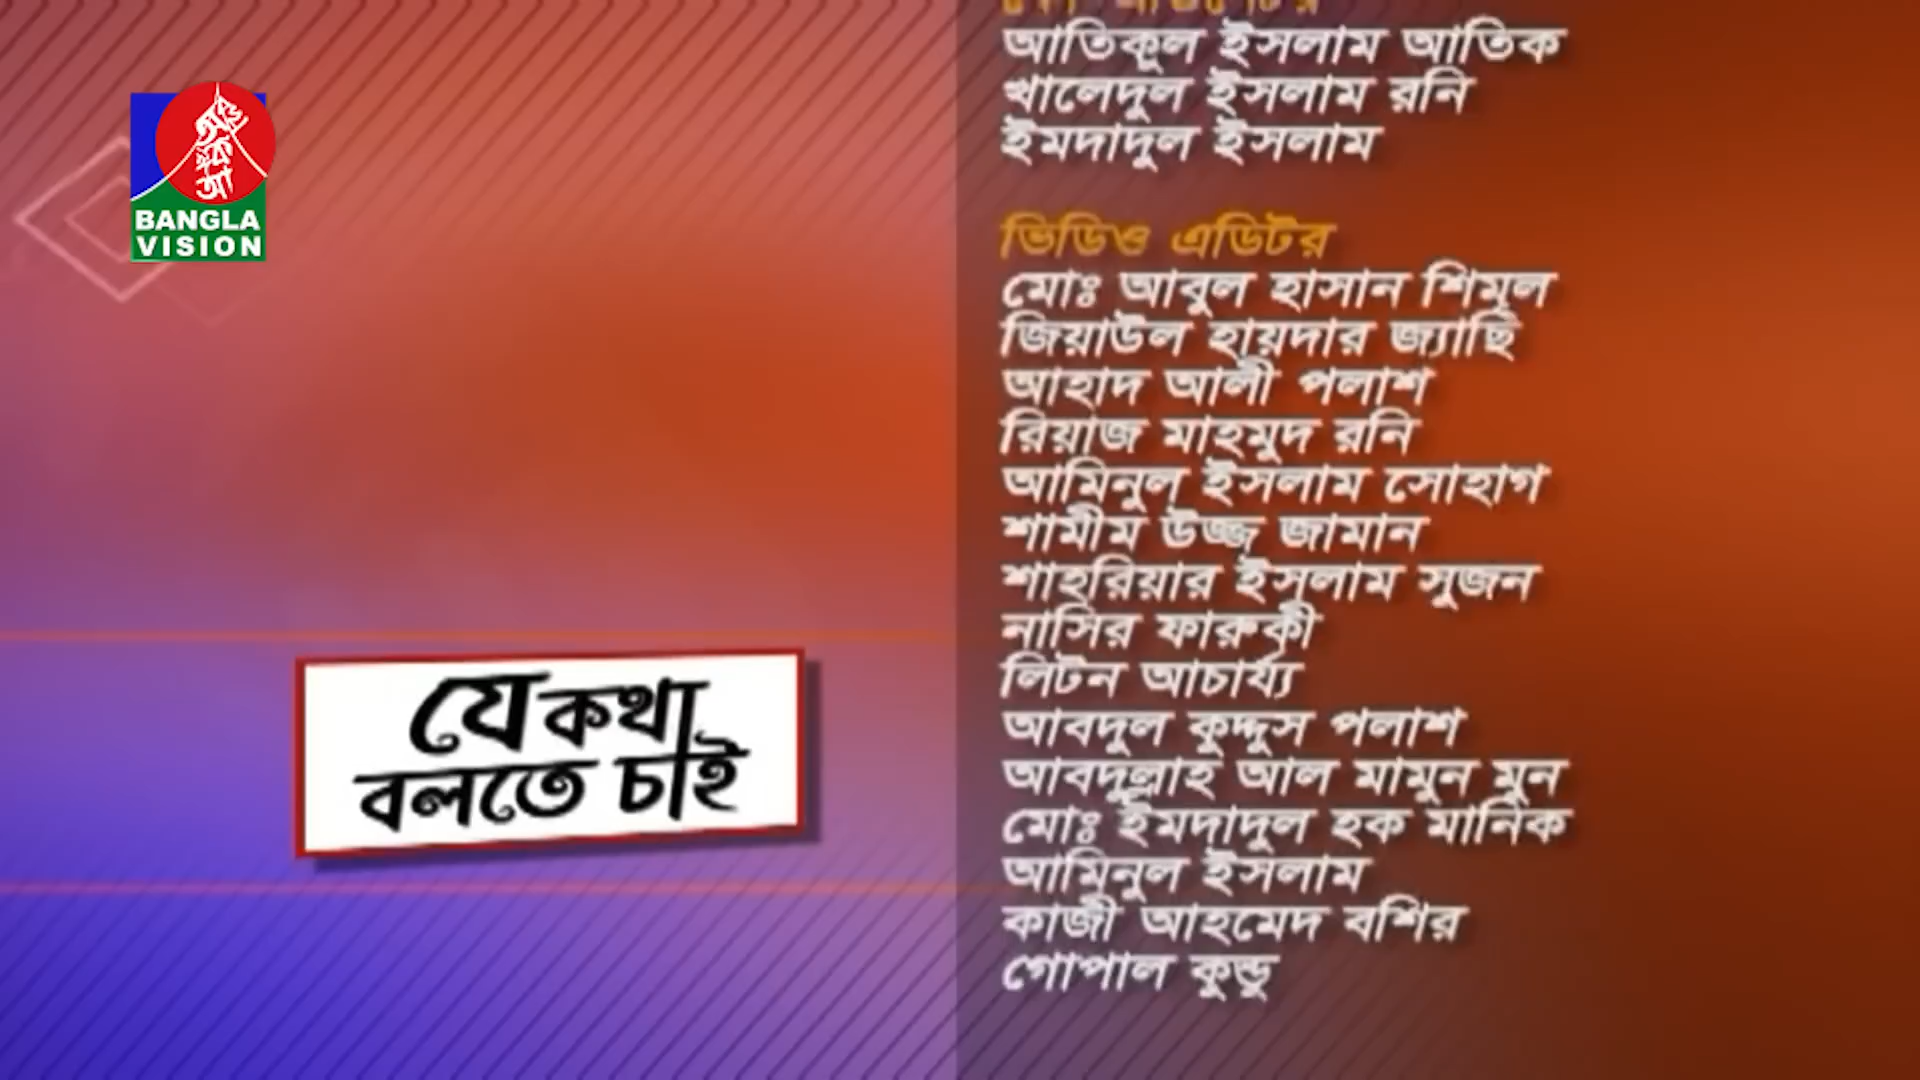 BANGLA
VISION
যে কথা
বলতে চাই
আতিকুল ইসলাম আতিক
খালেদুল ইসলাম রনি
ইমদাদুল ইসলাম
ভিডিও এডিটর
মোঃ আবুল হাসান শিমুল
জিয়াউল হায়দার জ্যাছি
আহাদ আলী পলাশ
রিয়াজ মাহমুদ রনি
আমিনুল ইসলাম সোহাগ
শামীম উজ্জ জামান
শাহরিয়ার ইসলাম সুজন
নাসির ফারুকী
লিটন আচার্য্য
আবদুল কুদ্দুস পলাশ
আবদুল্লাহ আল মামুন মুন
মোঃ ইমদাদুল হক মানিক
আমিনুল ইসলাম
কাজী আহমেদ বশির
গোপাল কুন্ডু